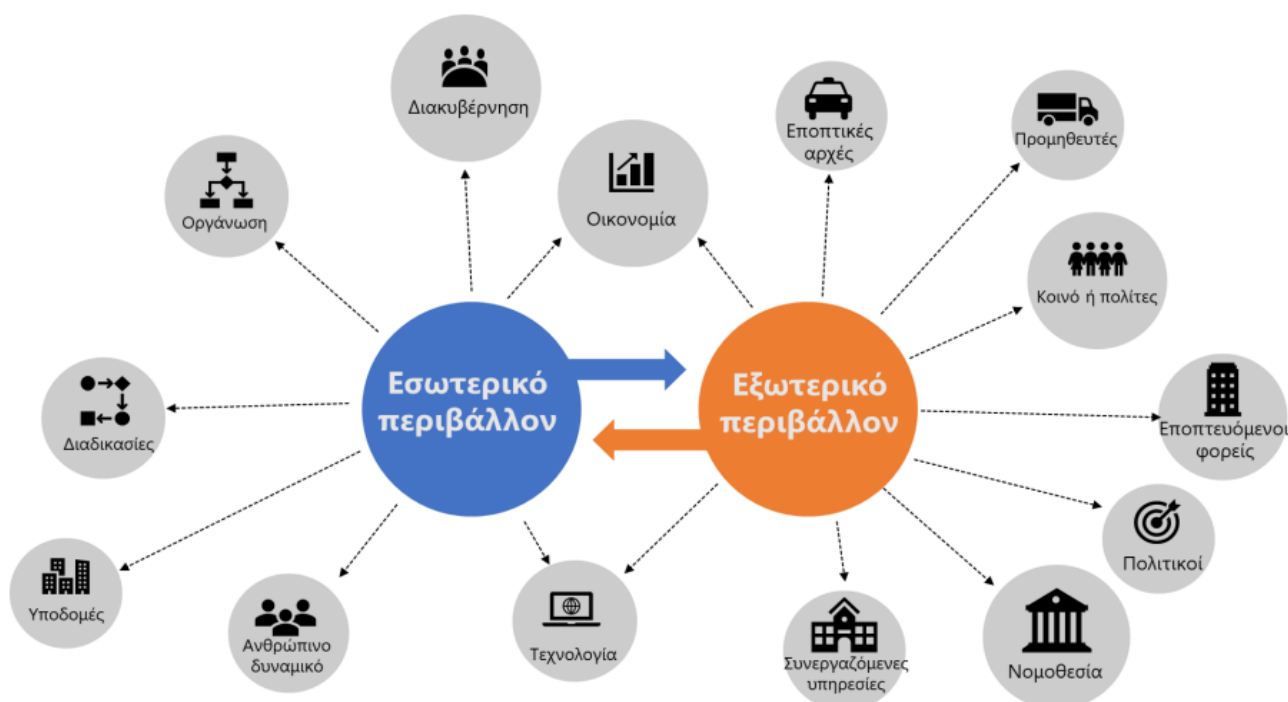 Διακυβέρνηση
Εποπτικές
αρχές
Προμηθευτές
Οργάνωση
Οικονομία
Κοινό ή πολίτες
Εσωτερικό
περιβάλλον
Εξωτερικό
περιβάλλον
Διαδικασίες
Εποπτευόμενοι
φορείς
Πολιτικοί
Υποδομές
Ανθρώπινο
δυναμικό
Τεχνολογία
Συνεργαζόμενες
υπηρεσίες
Νομοθεσία